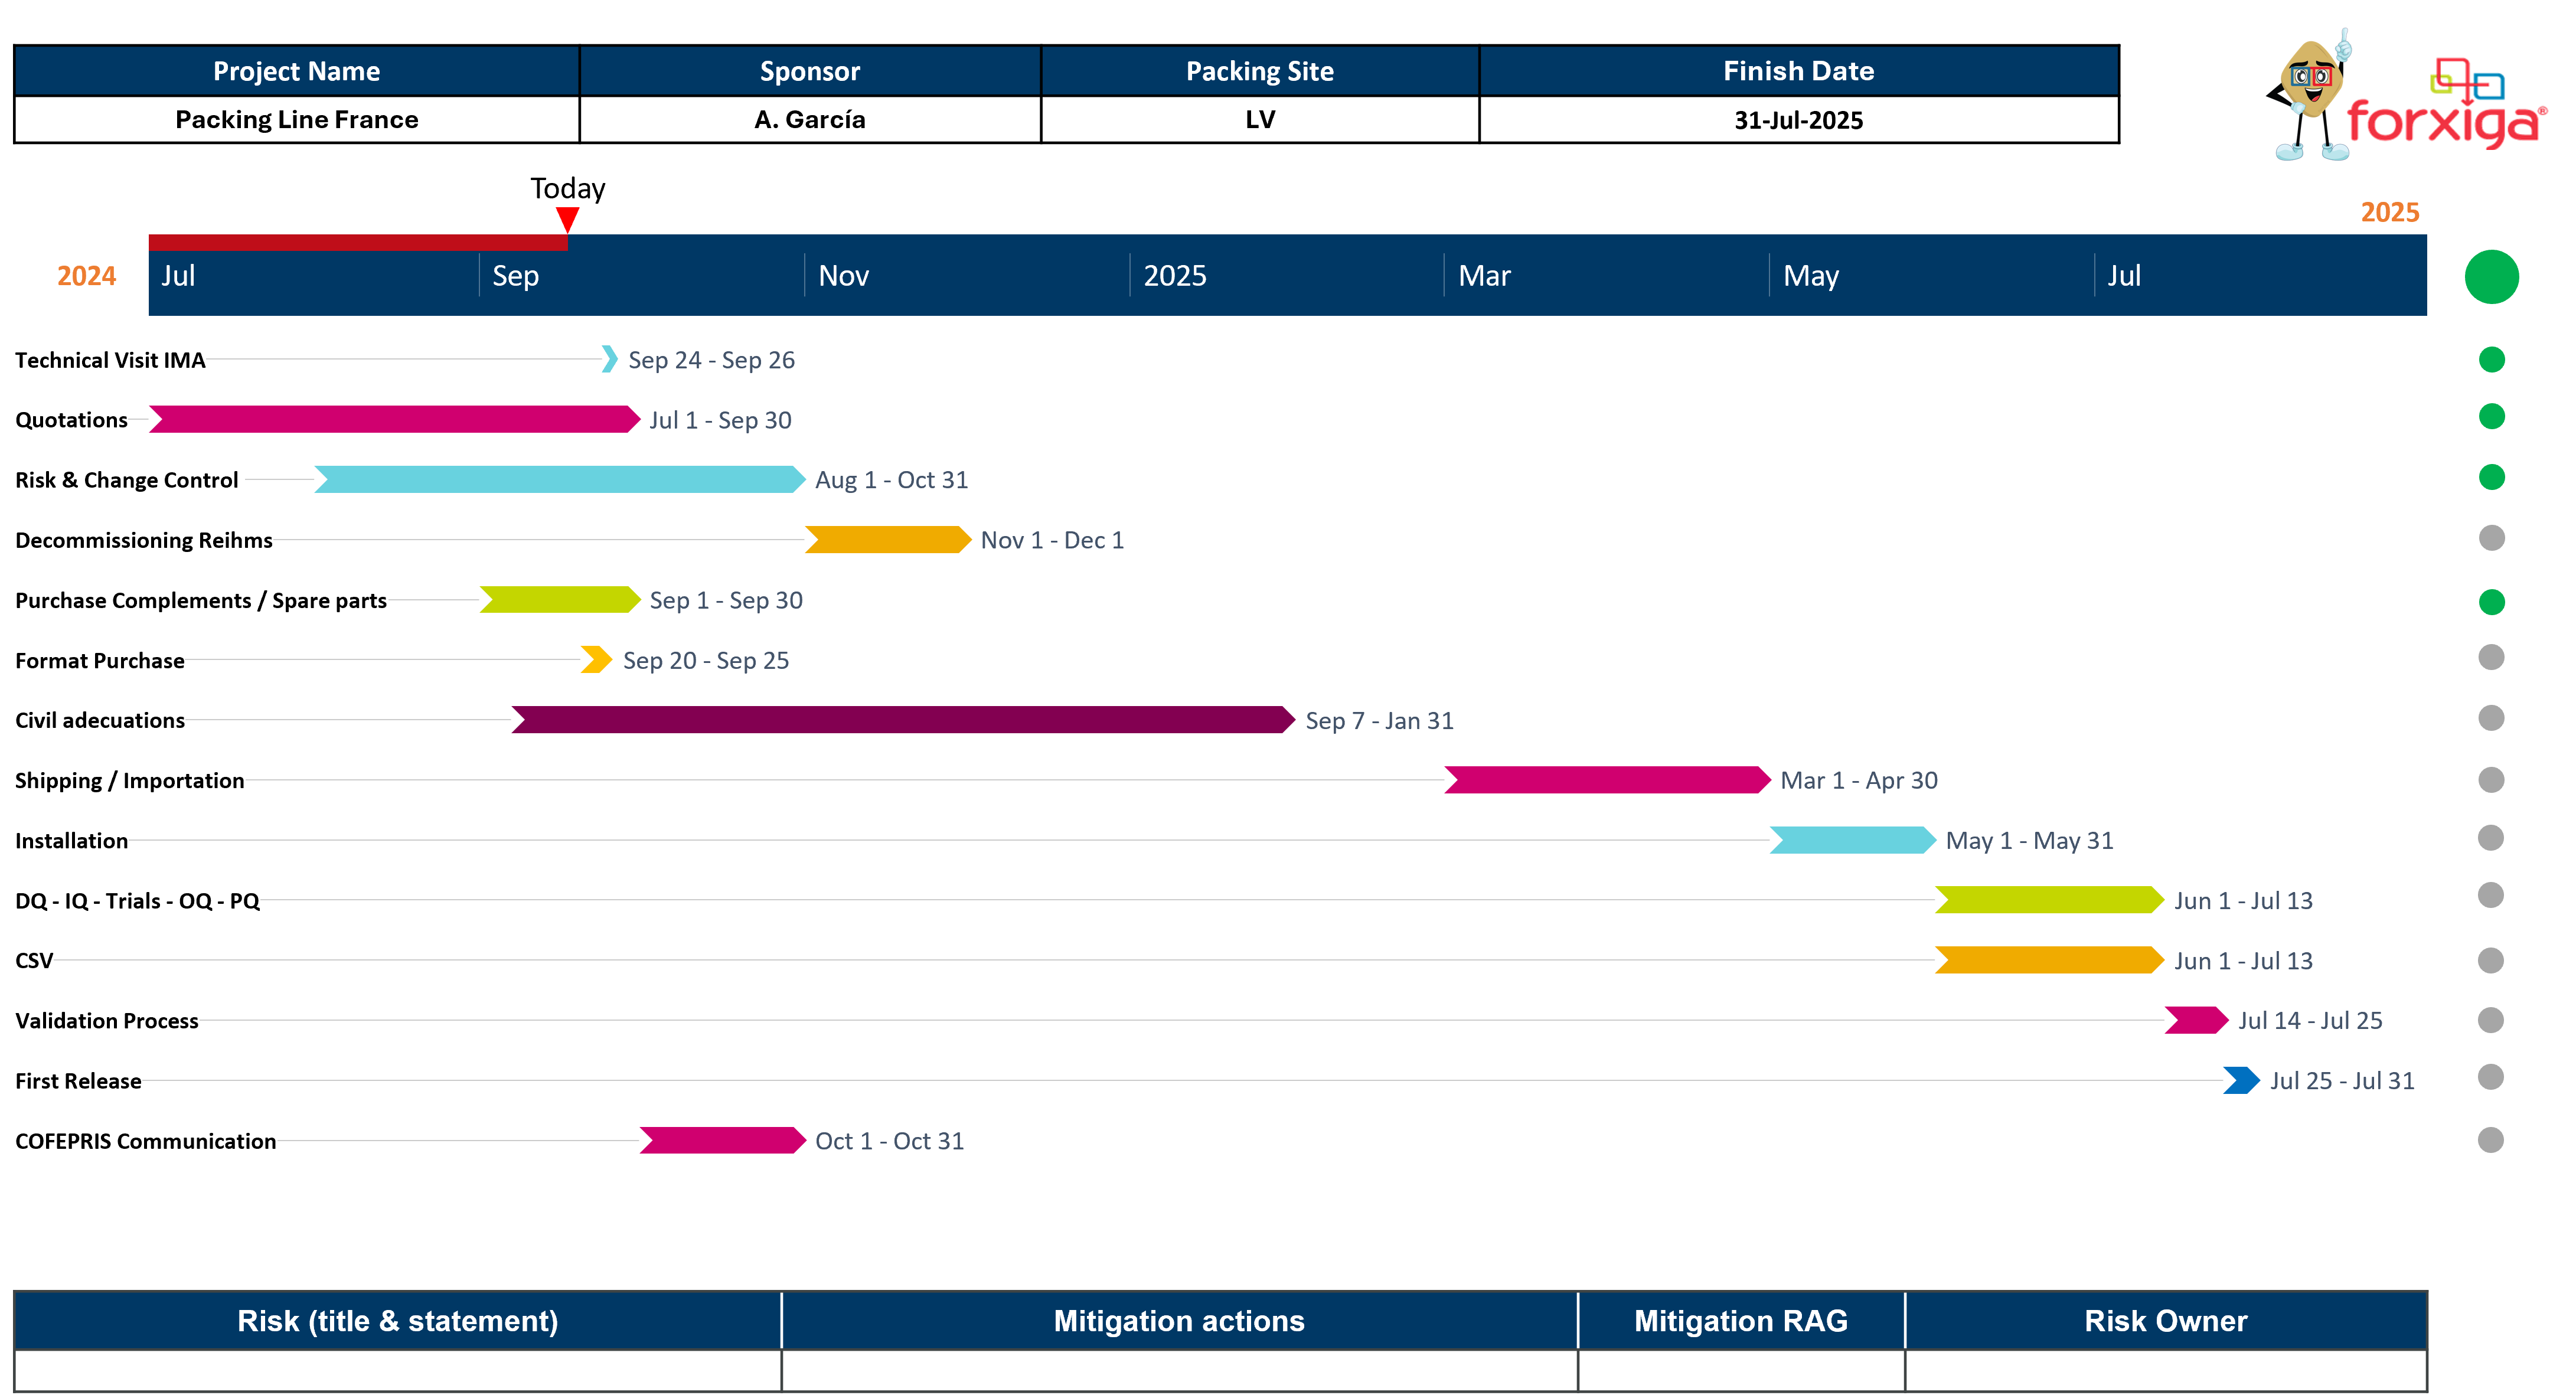 Project Name Sponsor Packing Site Finish Date
Packing Line France A. García LV 31-Jul-2025
forxiga®
Today
2025
2024 Jul Sep Nov 2025 Mar May Jul
Technical Visit IMA Sep 24 - Sep 26
Quotations Jul 1 - Sep 30
Risk & Change Control Aug 1 - Oct 31
Decommissioning Reihms Nov 1 - Dec 1
Purchase Complements / Spare parts Sep 1 - Sep 30
Format Purchase Sep 20 - Sep 25
Civil adecuations Sep 7 - Jan 31
Shipping / Importation Mar 1 - Apr 30
Installation May 1 - May 31
DQ - IQ - Trials - OQ - PQ Jun 1 - Jul 13
CSV Jun 1 - Jul 13
Validation Process Jul 14 - Jul 25
First Release Jul 25 - Jul 31
COFEPRIS Communication Oct 1 - Oct 31
Risk (title & statement) Mitigation actions Mitigation RAG Risk Owner